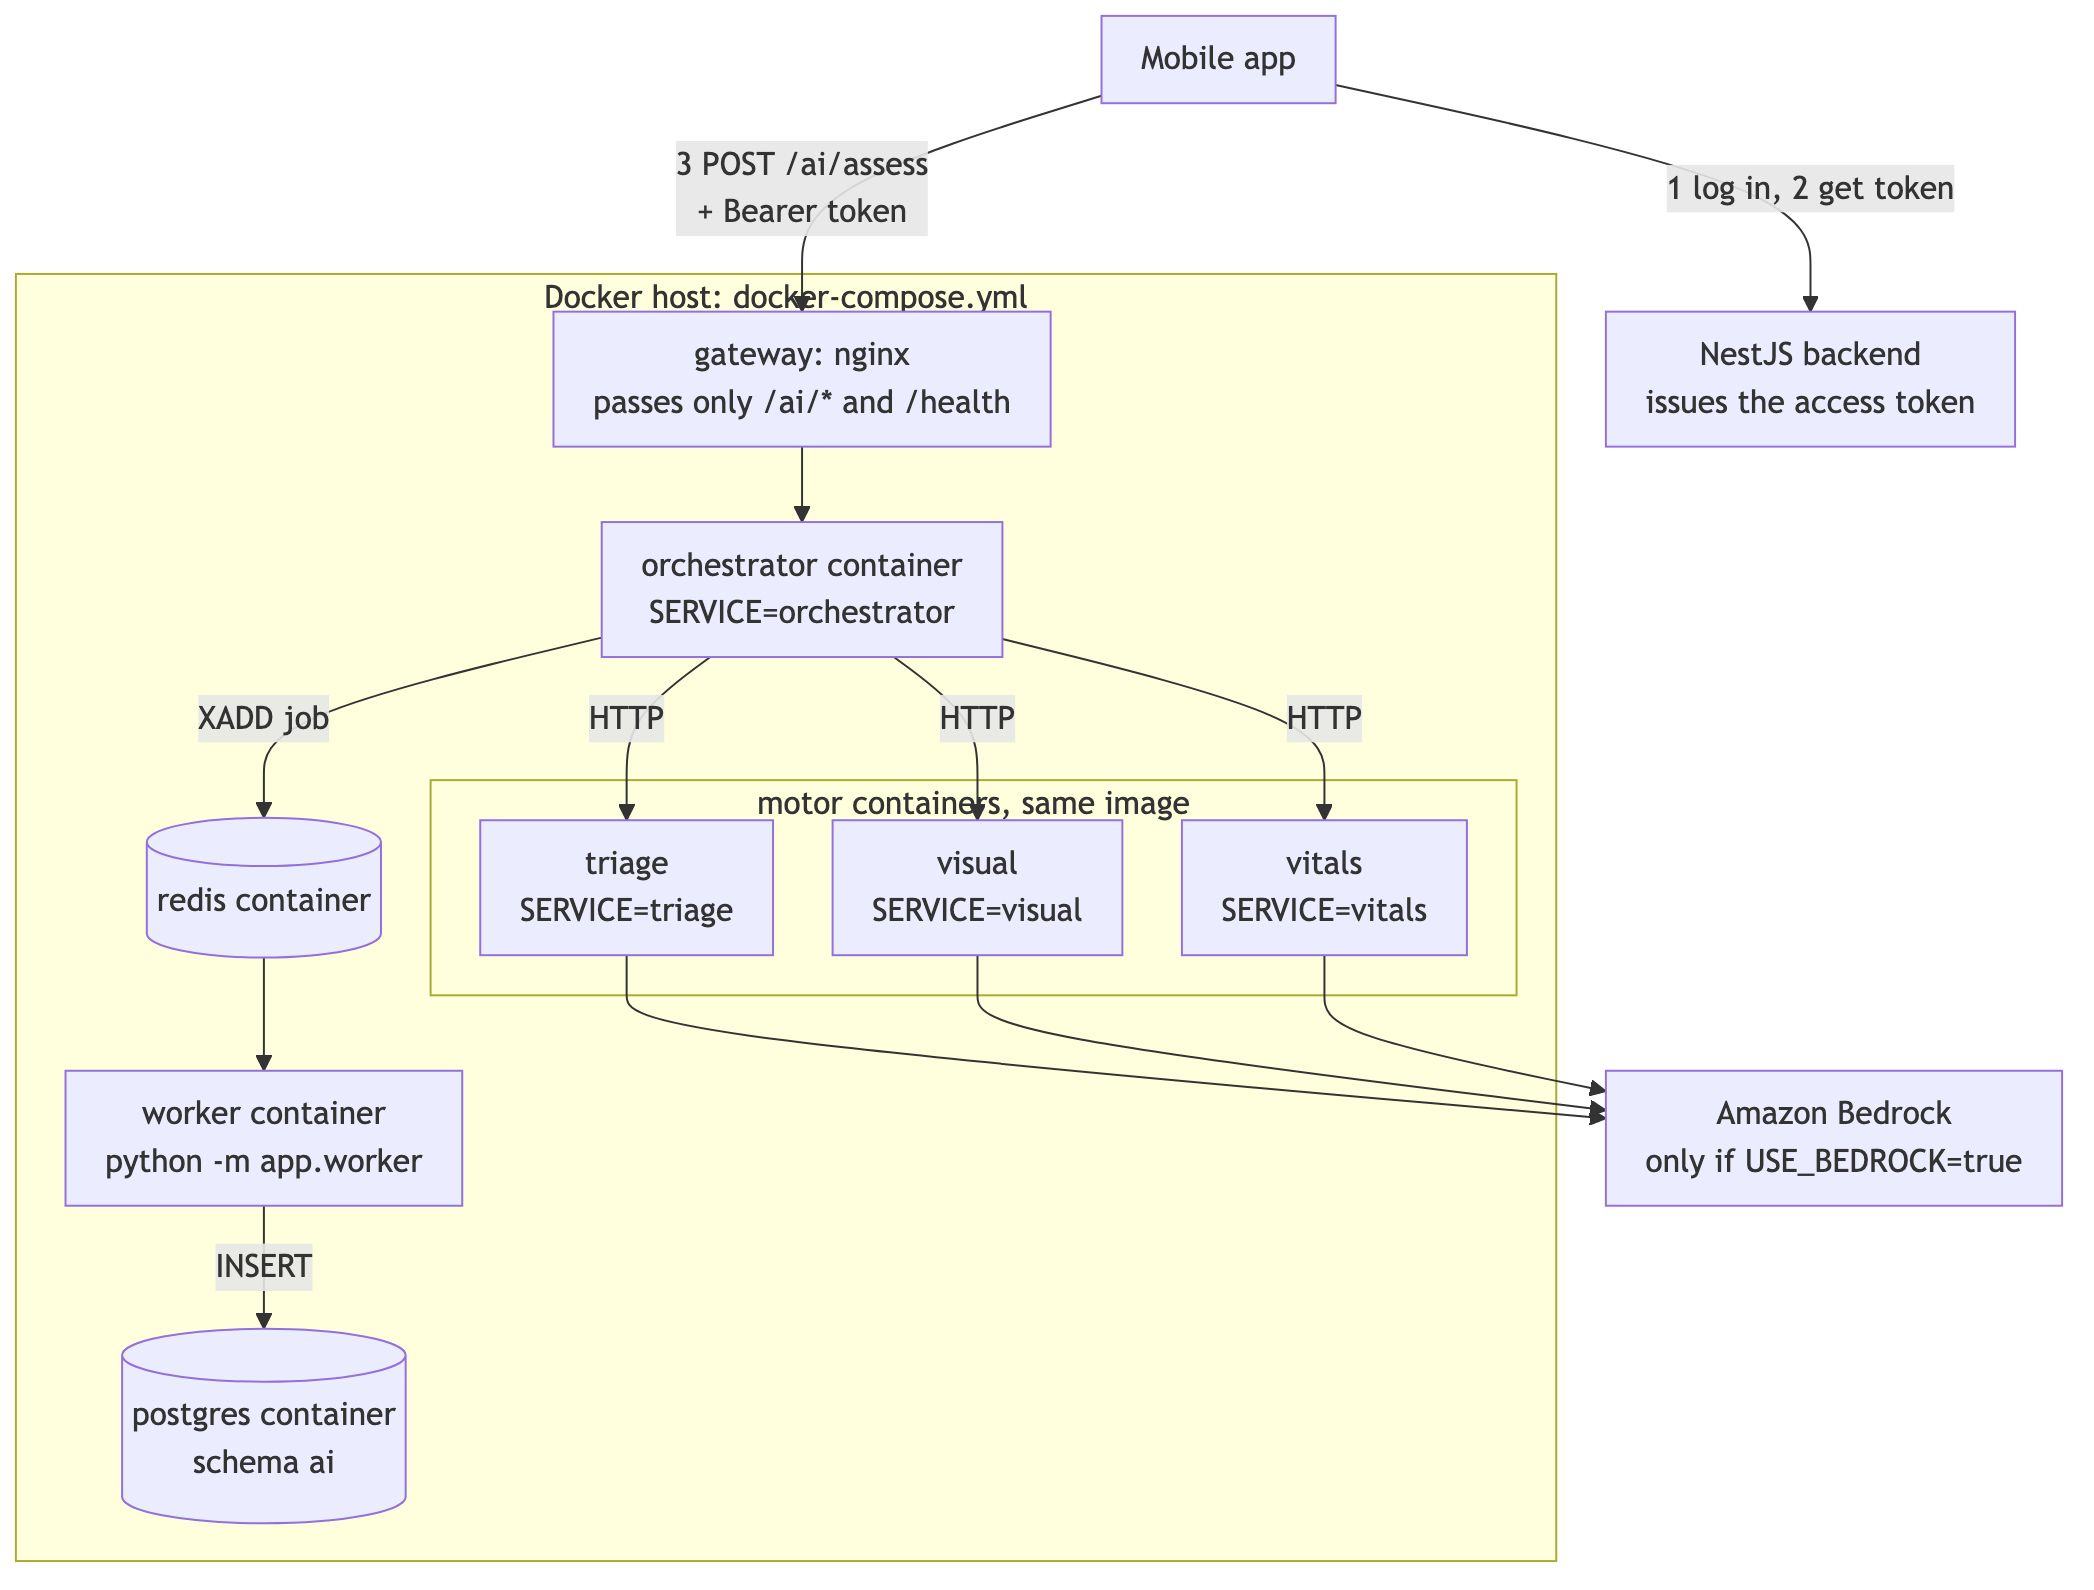 Mobile app
3 POST /ai/assess
+ Bearer token
1 log in, 2 get token
Docker host: docker-compose.yml
gateway: nginx
passes only /ai/* and /health
NestJS backend
issues the access token
orchestrator container
SERVICE=orchestrator
XADD job
HTTP
HTTP
HTTP
motor containers, same image
redis container
triage
SERVICE=triage
visual
SERVICE=visual
vitals
SERVICE=vitals
worker container
python -m app.worker
Amazon Bedrock
only if USE_BEDROCK=true
INSERT
postgres container
schema ai